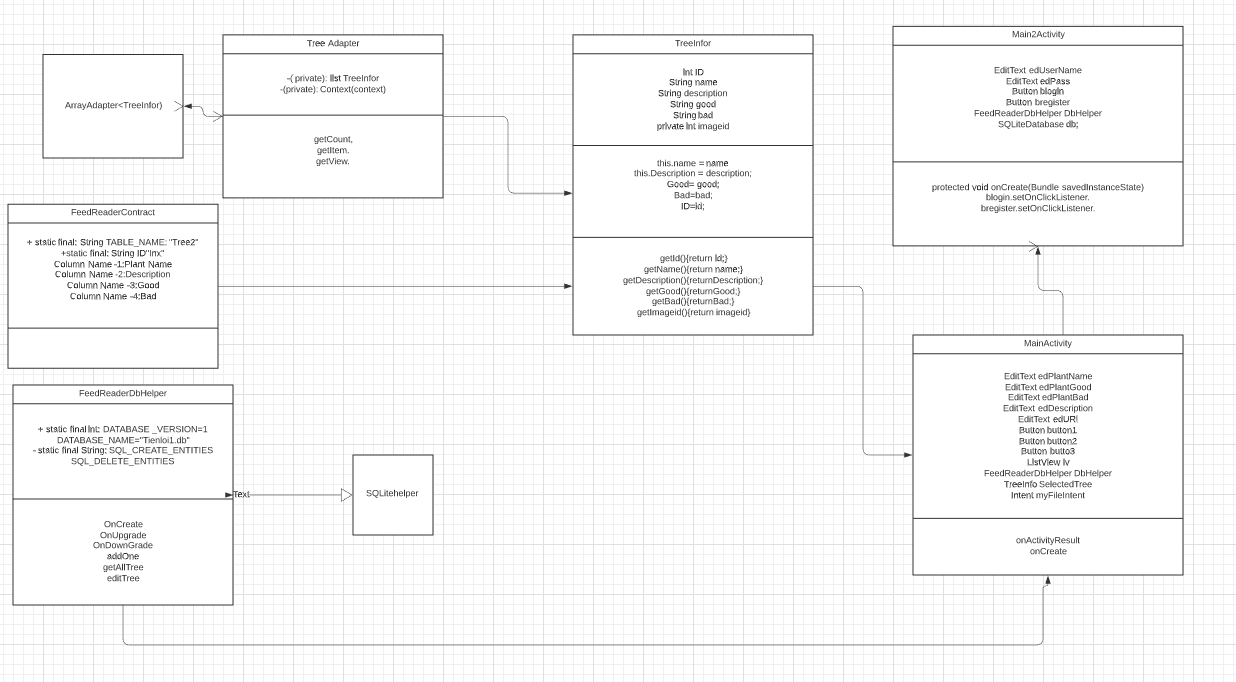 ArrayAdapter<TreeInfor)
Tree Adapter
-( private): list TreeInfor
-(private): Context(context)
getCount,
getItem.
getView.
TreeInfor
Int ID
String name
String description
String good
String bad
private int imageid
this.name = name
this.Description = description;
Good= good;
Bad=bad;
ID=id;
getId(){return id;}
getName(){return name;}
getDescription(){returnDescription;}
getGood(){returnGood;}
getBad(){returnBad;}
getImageid(){return imageid}
Main2Activity
EditText edUserName
EditText edPass
Button blogin
Button bregister
FeedReaderDbHelper DbHelper
SQLiteDatabase db;
protected void onCreate(Bundle savedInstanceState)
blogin.setOnClickListener.
bregister.setOnClickListener.
FeedReaderContract
+ static final: String TABLE_NAME: "Tree2"
+static final: String ID"Inx"
Column Name -1:Plant Name
Column Name -2:Description
Column Name -3:Good
Column Name -4:Bad
FeedReaderDbHelper
+ static final Int: DATABASE _VERSION=1
DATABASE_NAME="Tienloi1.db"
- static final String: SQL_CREATE_ENTITIES
SQL_DELETE_ENTITIES
OnCreate
OnUpgrade
OnDownGrade
addOne
getAllTree
editTree
Text
SQLitehelper
MainActivity
EditText edPlantName
EditText edPlantGood
EditText edPlantBad
EditText edDescription
EditText edURI
Button button1
Button button2
Button butto3
ListView lv
FeedReaderDbHelper DbHelper
TreeInfo SelectedTree
Intent myFileIntent
onActivityResult
onCreate